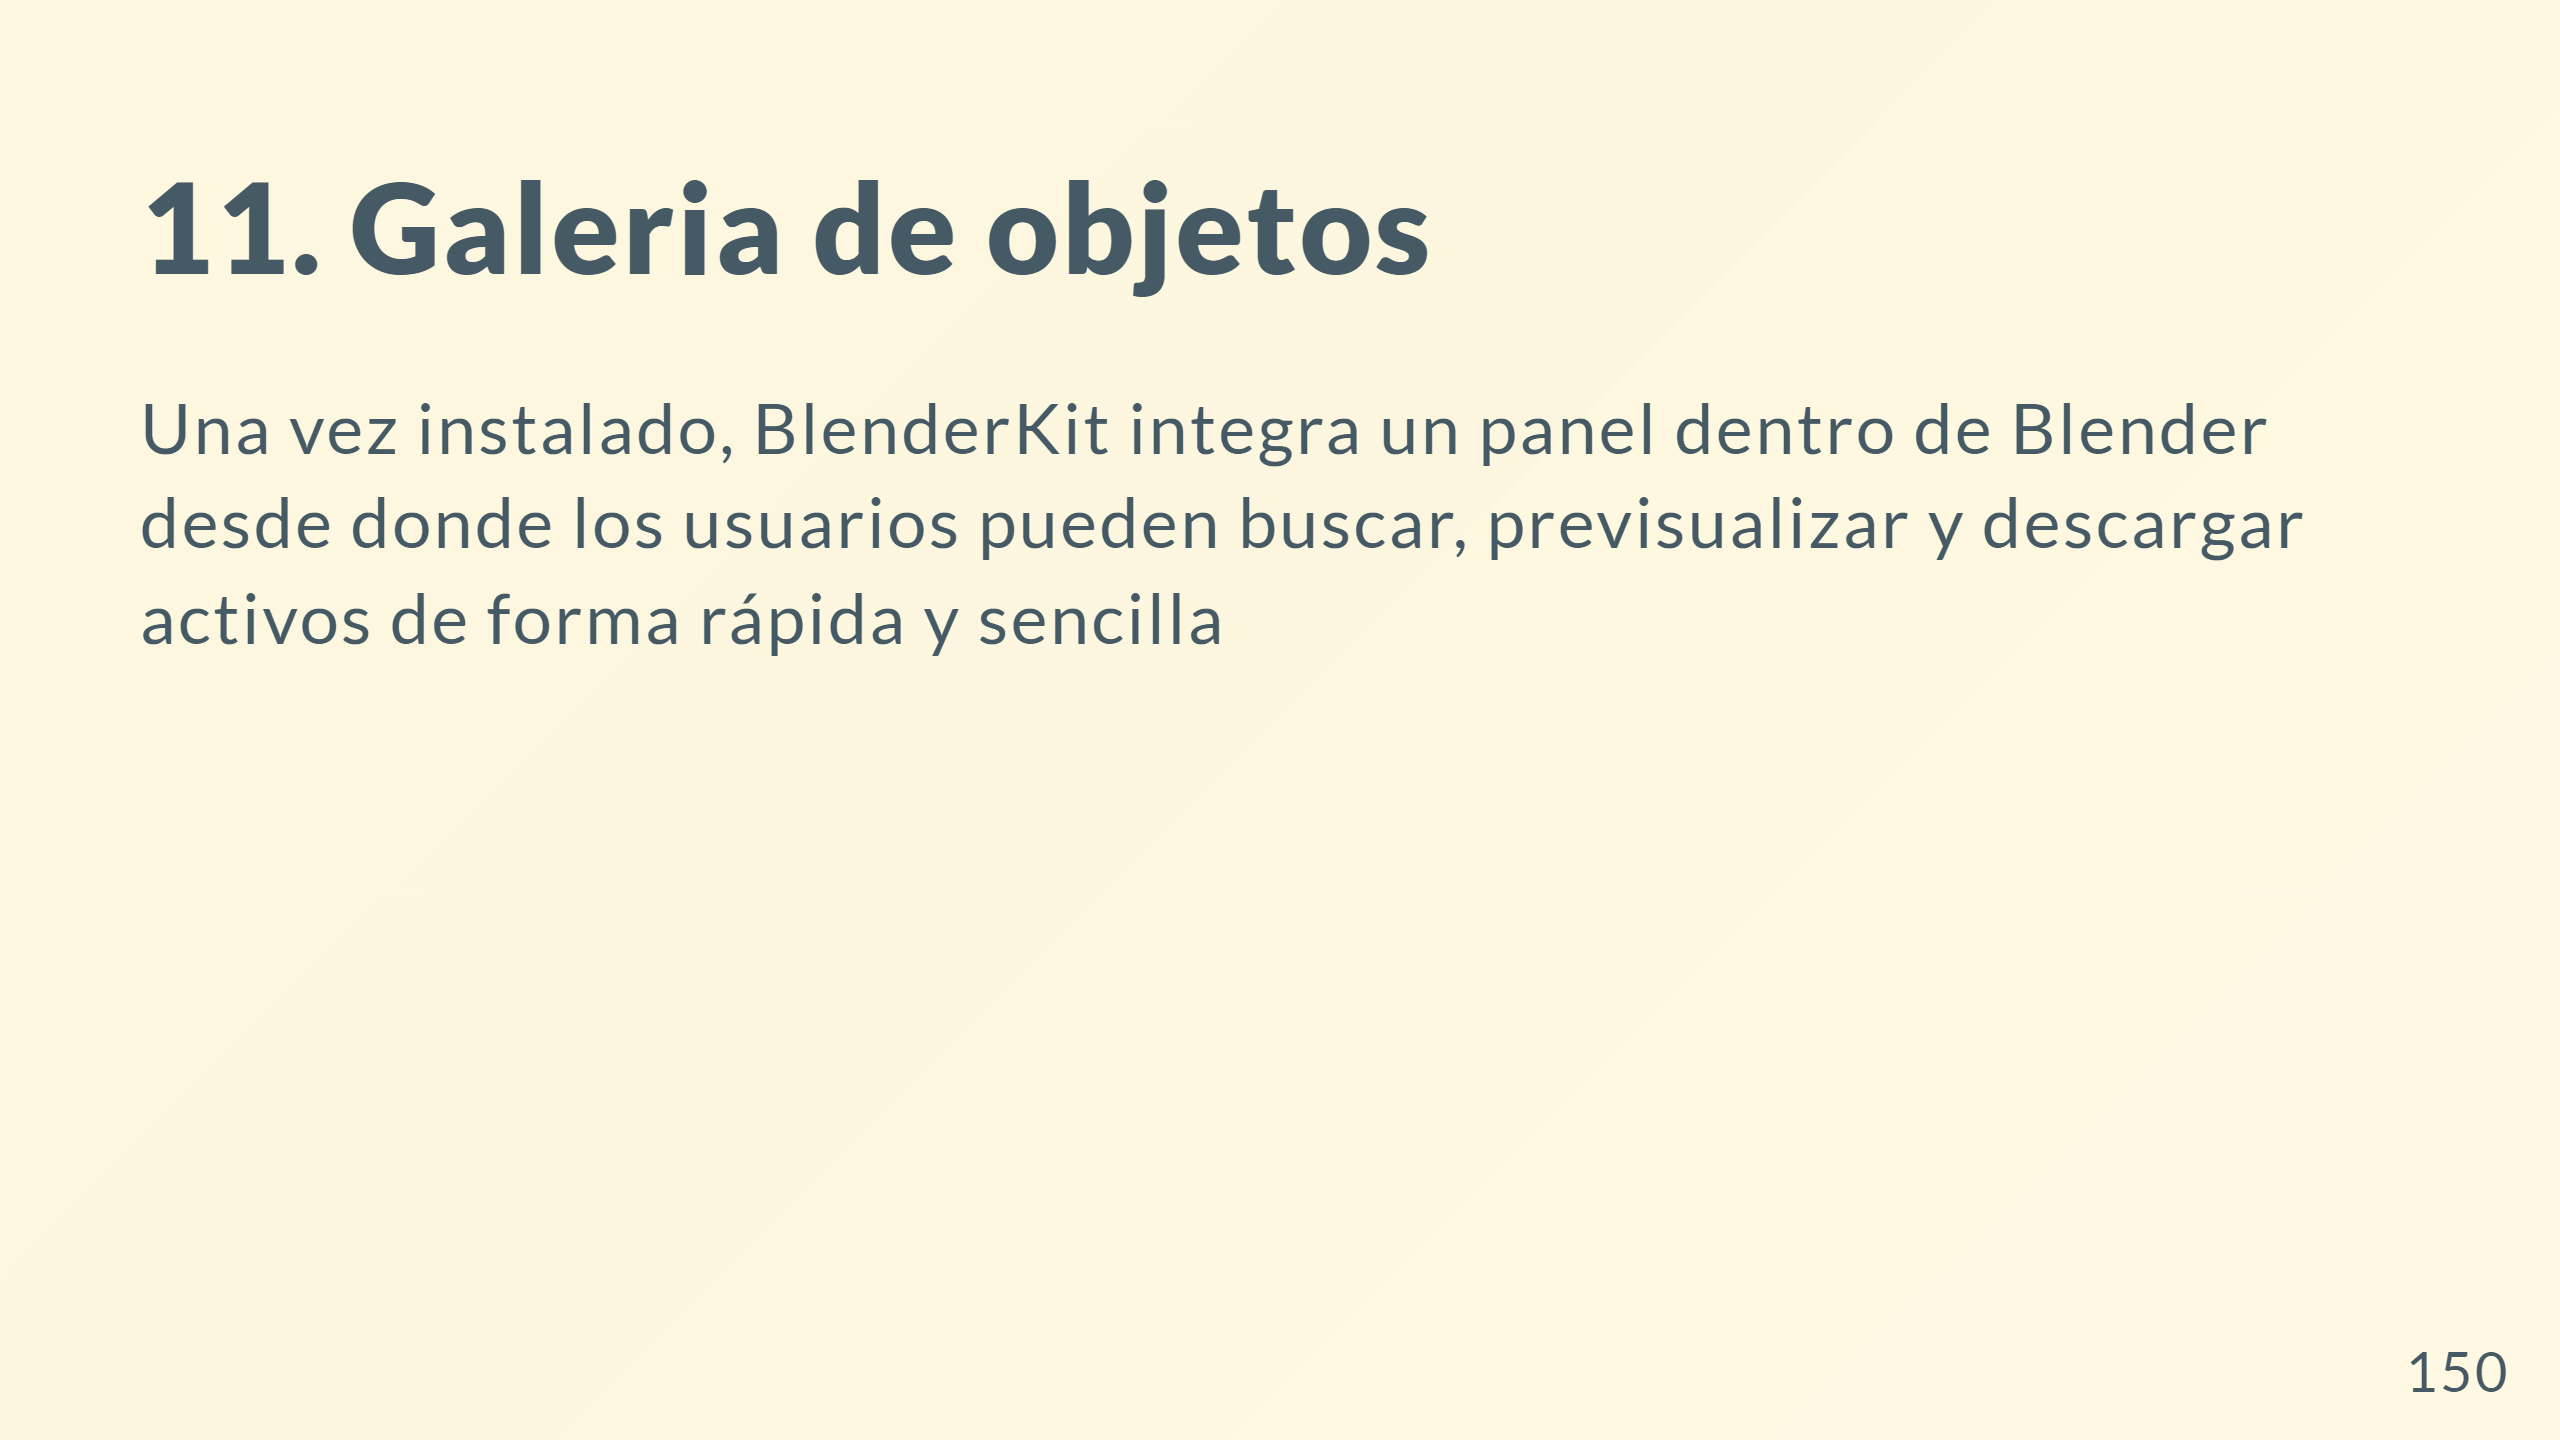 11. Galeria de objetos
Una vez instalado, BlenderKit integra un panel dentro de Blender
desde donde los usuarios pueden buscar, previsualizar y descargar
activos de forma rápida y sencilla
150